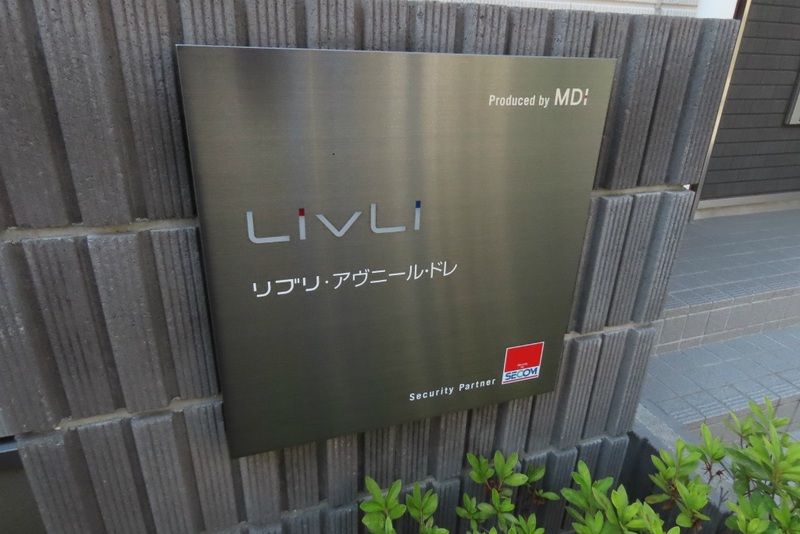 Produced by MDI
LiVLi
リブリ・アヴニール・ドレ
Security Partner
SECOM